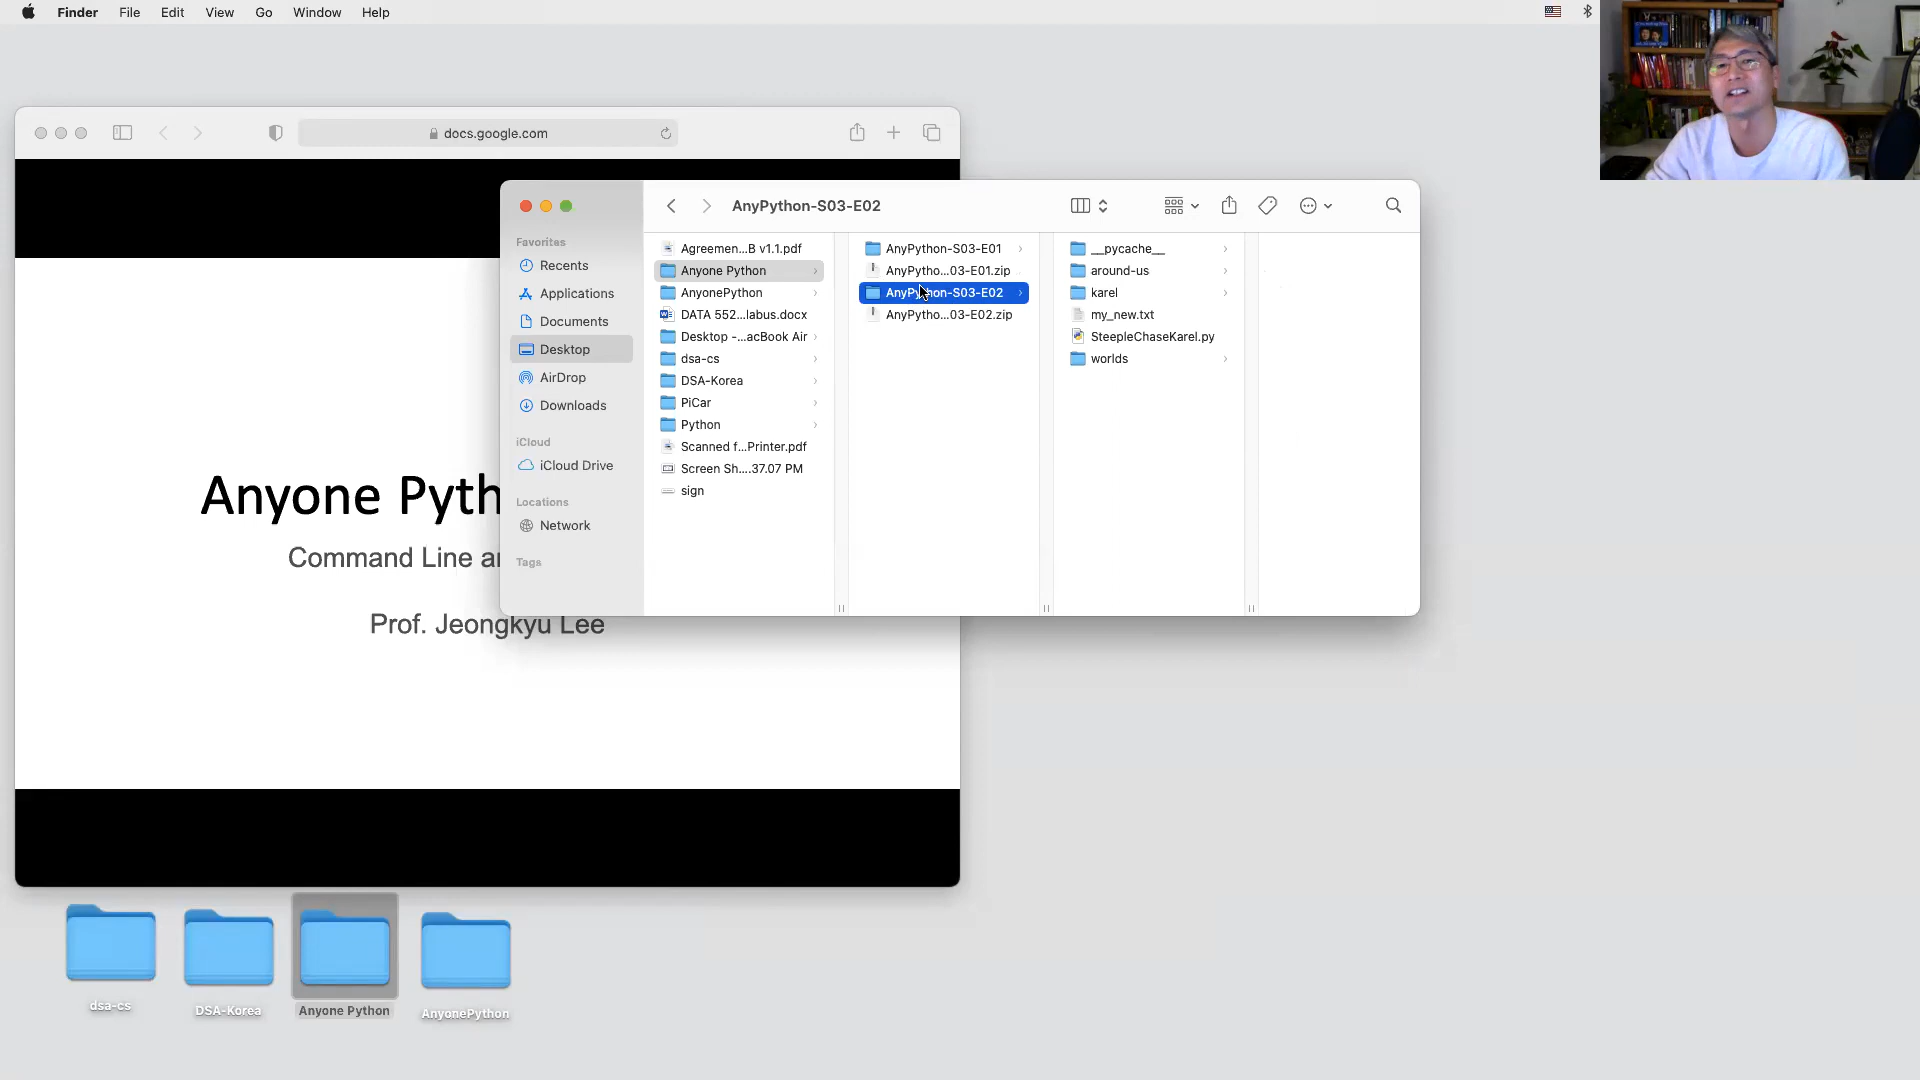 Finder File Edit View Go Window Help
docs.google.com
AnyPython-S03-E02
Favorites
Recents
Applications
Documents
Desktop
AirDrop
Downloads
iCloud
iCloud Drive
Locations
Network
Tags
Agreemen...B v1.1.pdf
Anyone Python
AnyonePython
DATA 552...labus.docx
Desktop -...acBook Air
dsa-cs
DSA-Korea
PiCar
Python
Scanned f...Printer.pdf
Screen Sh....37.07 PM
sign
AnyPython-S03-E01
AnyPytho...03-E01.zip
AnyPython-S03-E02
AnyPytho...03-E02.zip
__pycache__
around-us
karel
my_new.txt
SteepleChaseKarel.py
worlds
Anyone Pyth
Command Line a
Prof. Jeongkyu Lee
dsa-cs
DSA-Korea
Anyone Python
AnyonePython